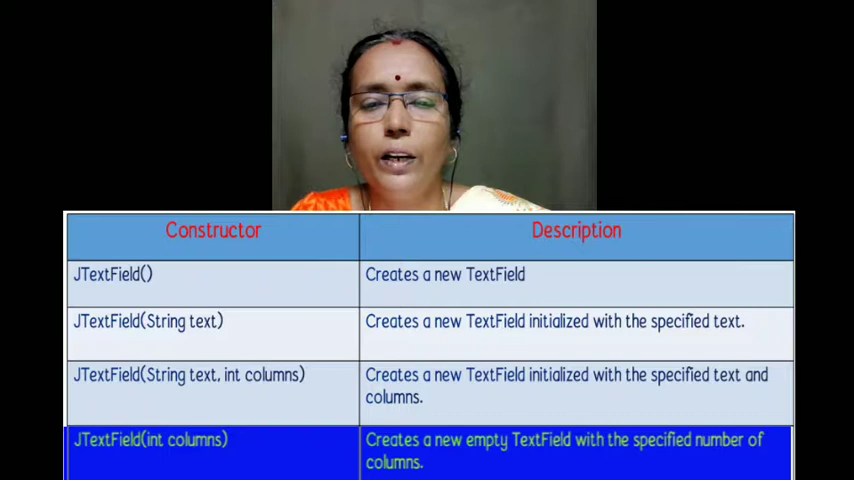 Constructor Description
JTextField() Creates a new TextField
JTextField(String text) Creates a new TextField initialized with the specified text.
JTextField(String text, int columns) Creates a new TextField initialized with the specified text and
columns.
JTextField(int columns) Creates a new empty TextField with the specified number of
columns.